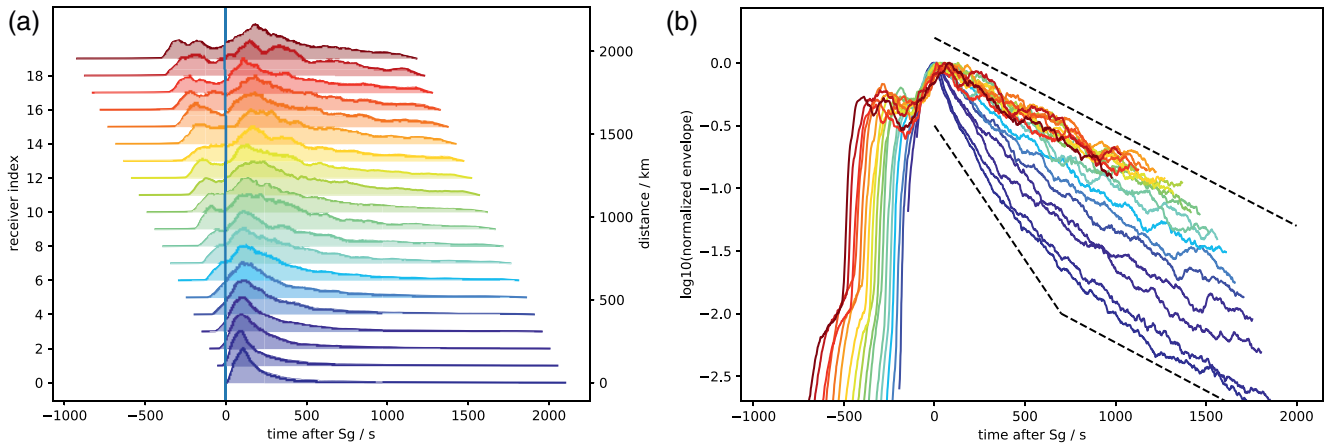 (a)
receiver index
18
16
14
12
10
8
6
4
2
0
2000
1500
1000
500
0
distance / km
−1000 −500 0 500 1000 1500 2000
time after Sg / s
(b)
log10(normalized envelope)
0.0
−0.5
−1.0
−1.5
−2.0
−2.5
−1000 −500 0 500 1000 1500 2000
time after Sg / s